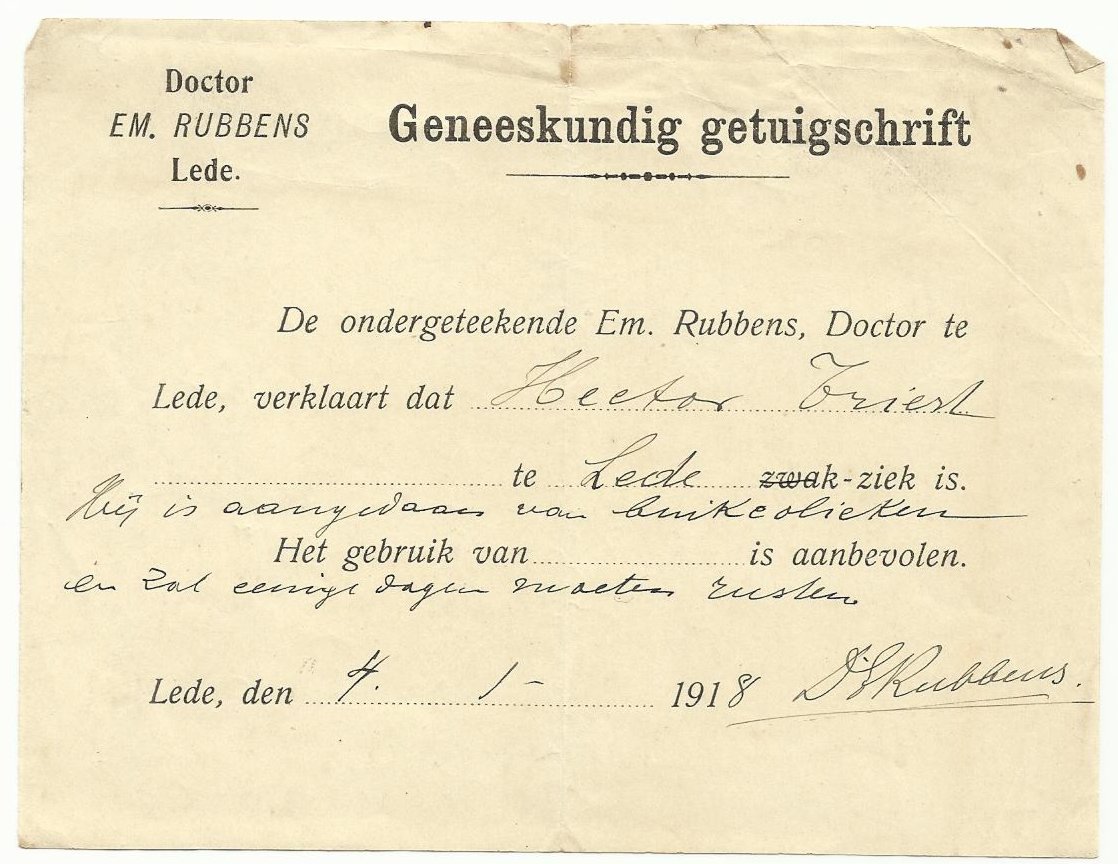 Doctor
EM. RUBBENS
Lede.
Geneeskundig getuigschrift
De ondergeteekende Em. Rubbens, Doctor te
Lede, verklaart dat Hector Triest
te Lede zwak-ziek is.
Hij is aangedaan van buikcolieken
Het gebruik van is aanbevolen.
en zal eenige dagen moeten rusten
Lede, den 4. 1 - 1918 Dr E Rubbens.